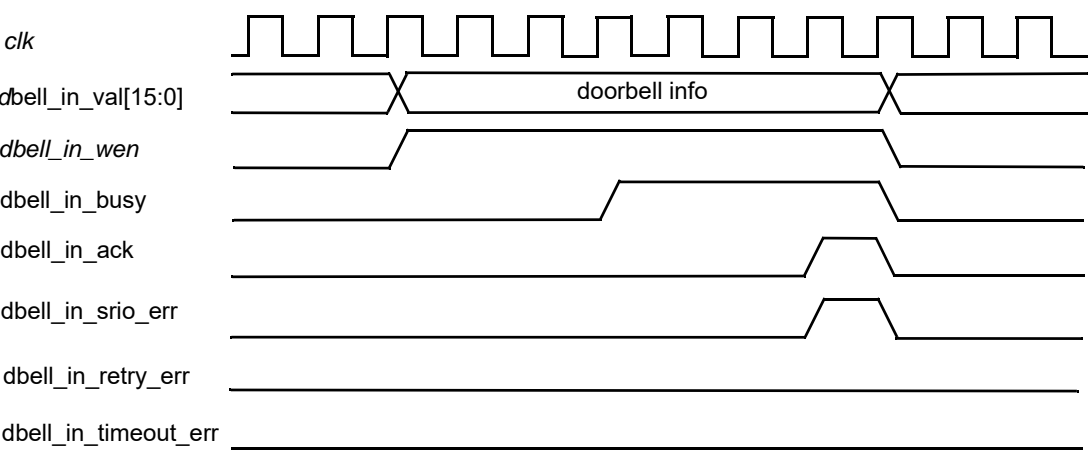 clk
dbell_in_val[15:0]
doorbell info
dbell_in_wen
dbell_in_busy
dbell_in_ack
dbell_in_srio_err
dbell_in_retry_err
dbell_in_timeout_err